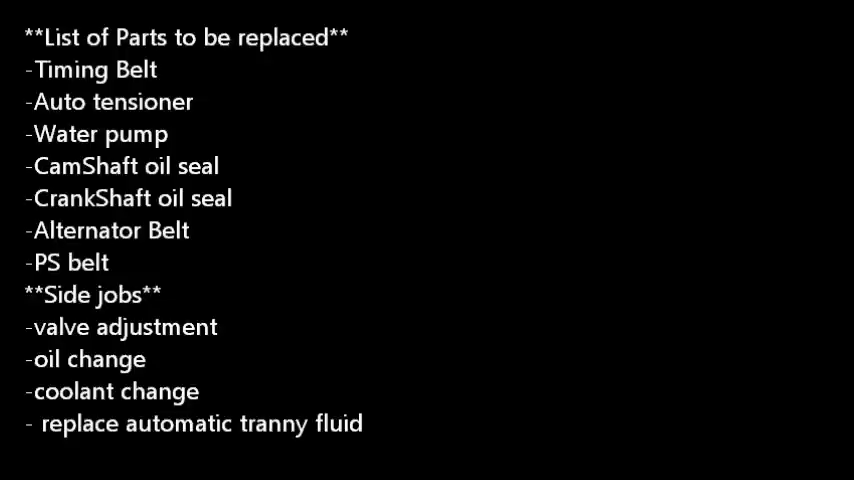 **List of Parts to be replaced**
-Timing Belt
-Auto tensioner
-Water pump
-CamShaft oil seal
-CrankShaft oil seal
-Alternator Belt
-PS belt
**Side jobs**
-valve adjustment
-oil change
-coolant change
- replace automatic tranny fluid